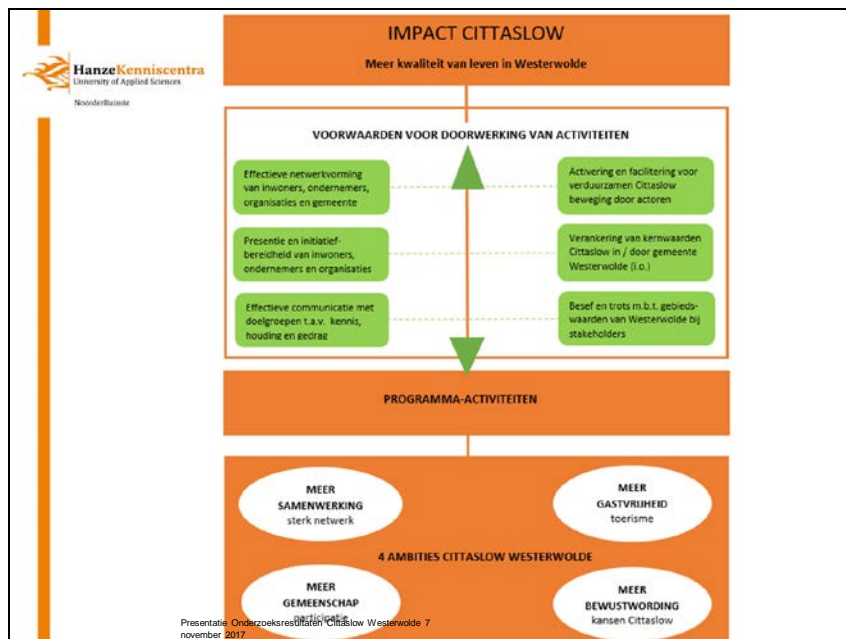 HanzeKenniscentra
University of Applied Sciences
NoorderRuimte
IMPACT CITTASLOW
Meer kwaliteit van leven in Westerwolde
VOORWAARDEN VOOR DOORWERKING VAN ACTIVITEITEN
Effectieve netwerkvorming
van inwoners, ondernemers,
organisaties en gemeente
Activering en facilitering voor
verduurzamen Cittaslow
beweging door actoren
Presentie en initiatief-
bereidheid van inwoners,
ondernemers en organisaties
Verankering van kernwaarden
Cittaslow in / door gemeente
Westerwolde (i.o.)
Effectieve communicatie met
doelgroepen t.a.v. kennis,
houding en gedrag
Besef en trots m.b.t. gebieds-
waarden van Westerwolde bij
stakeholders
PROGRAMMA-ACTIVITEITEN
MEER
SAMENWERKING
sterk netwerk
MEER
GASTVRIJHEID
toerisme
4 AMBITIES CITTASLOW WESTERWOLDE
MEER
GEMEENSCHAP
participatie
MEER
BEWUSTWORDING
kansen Cittaslow
Presentatie Onderzoeksresultaten Cittaslow Westerwolde 7
november 2017